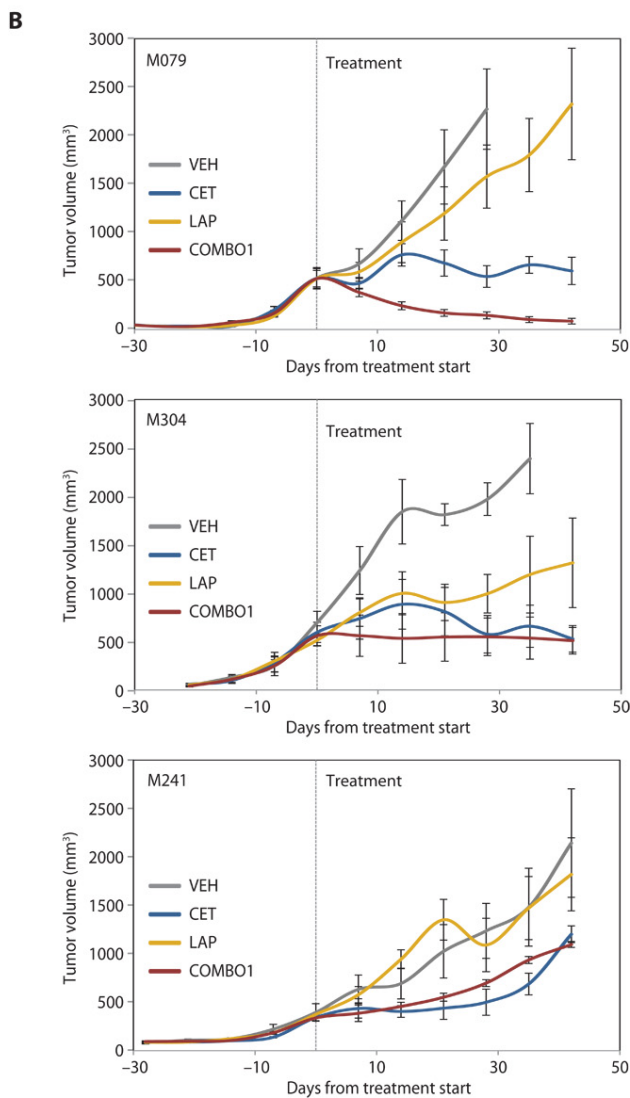 B
3000
M079
Treatment
2500
2000
VEH
1500
CET
LAP
1000
COMBO1
500
0
Tumor volume (mm³)
–30 –10 10 30 50
Days from treatment start
3000
M304
Treatment
2500
2000
VEH
1500
CET
LAP
1000
COMBO1
500
0
Tumor volume (mm³)
–30 –10 10 30 50
Days from treatment start
3000
M241
Treatment
2500
2000
VEH
1500
CET
LAP
1000
COMBO1
500
0
Tumor volume (mm³)
–30 –10 10 30 50
Days from treatment start